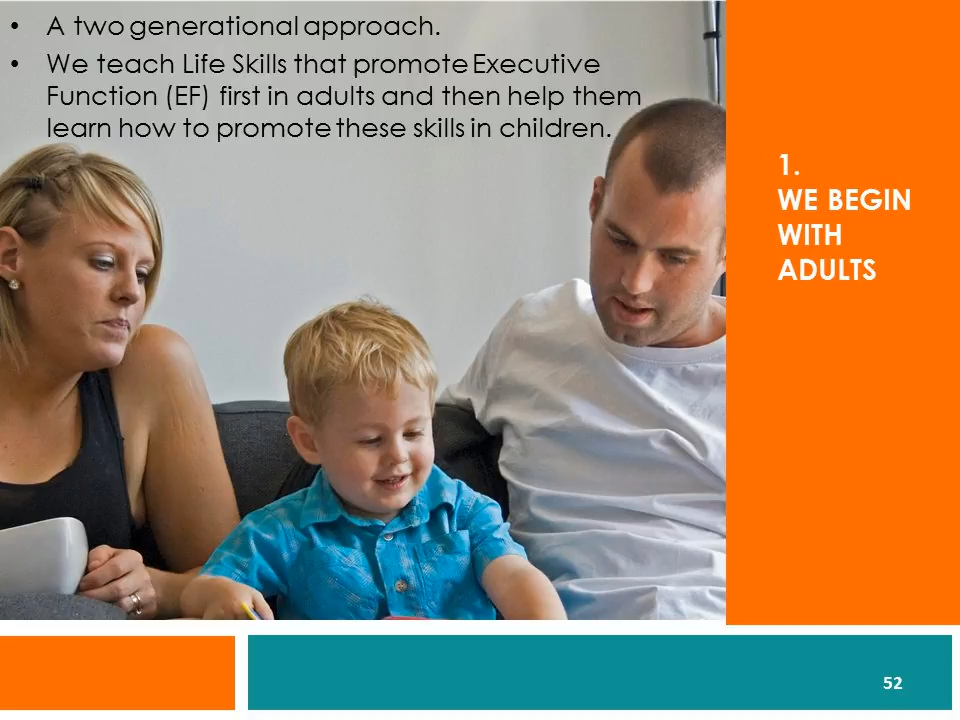 • A two generational approach.
• We teach Life Skills that promote Executive
Function (EF) first in adults and then help them
learn how to promote these skills in children.
1.
WE BEGIN
WITH
ADULTS
52